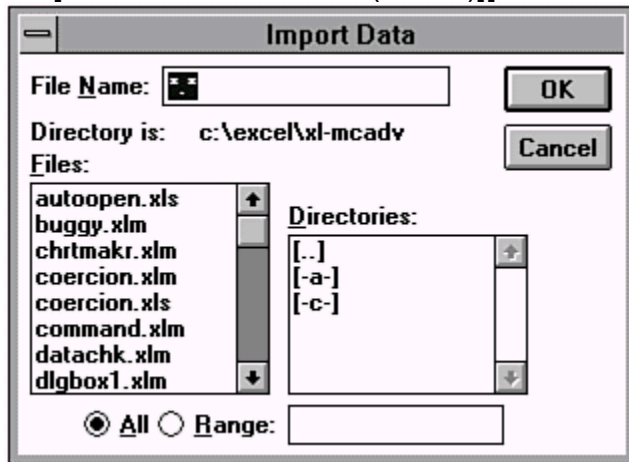 Import Data
File Name: *.*
OK
Directory is: c:\excel\xl-mcadv
Cancel
Files:
autoopen.xls
buggy.xlm
chrtmakr.xlm
coercion.xlm
coercion.xls
command.xlm
datachk.xlm
dlgbox1.xlm
Directories:
[..]
[-a-]
[-c-]
All Range: